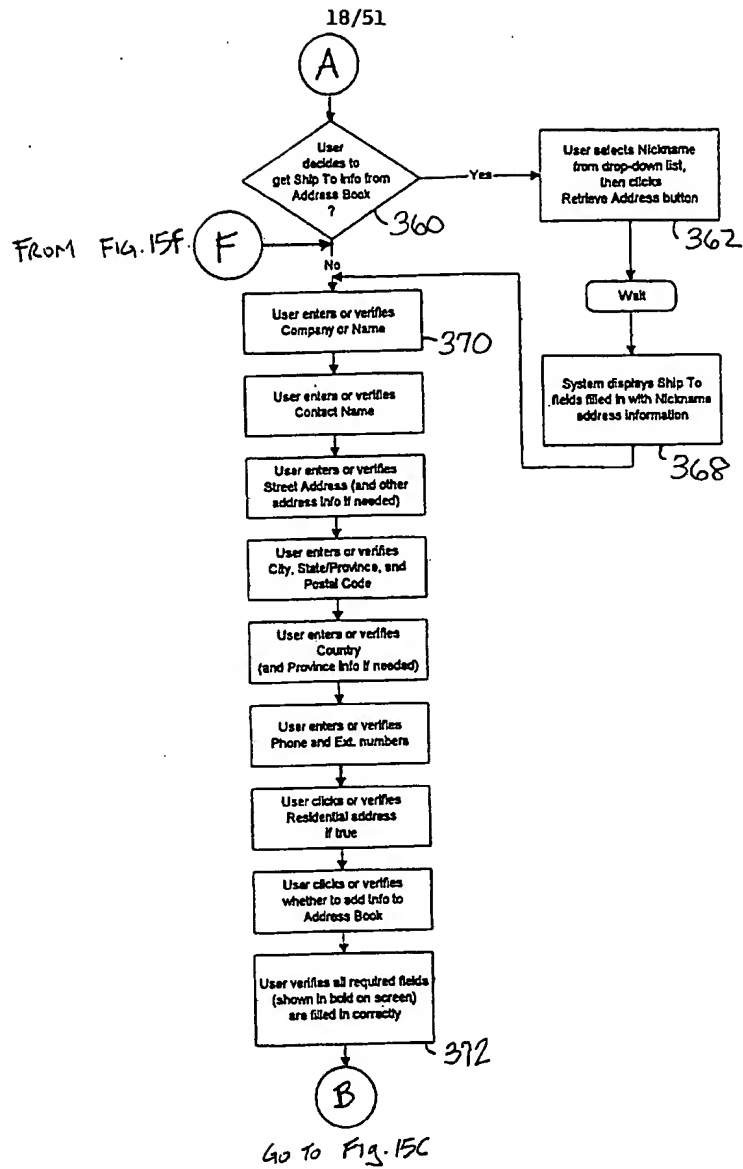 18/51
A
User
decides to
get Ship To Info from
Address Book
?
360
Yes
User selects Nickname
from drop-down list,
then clicks
Retrieve Address button
362
FROM FIG. 15f.
F
No
Wait
User enters or verifies
Company or Name
370
System displays Ship To
fields filled in with Nickname
address information
368
User enters or verifies
Contact Name
User enters or verifies
Street Address (and other
address info if needed)
User enters or verifies
City, State/Province, and
Postal Code
User enters or verifies
Country
(and Province info if needed)
User enters or verifies
Phone and Ext. numbers
User clicks or verifies
Residential address
if true
User clicks or verifies
whether to add info to
Address Book
User verifies all required fields
(shown in bold on screen)
are filled in correctly
372
B
Go To Fig. 15C